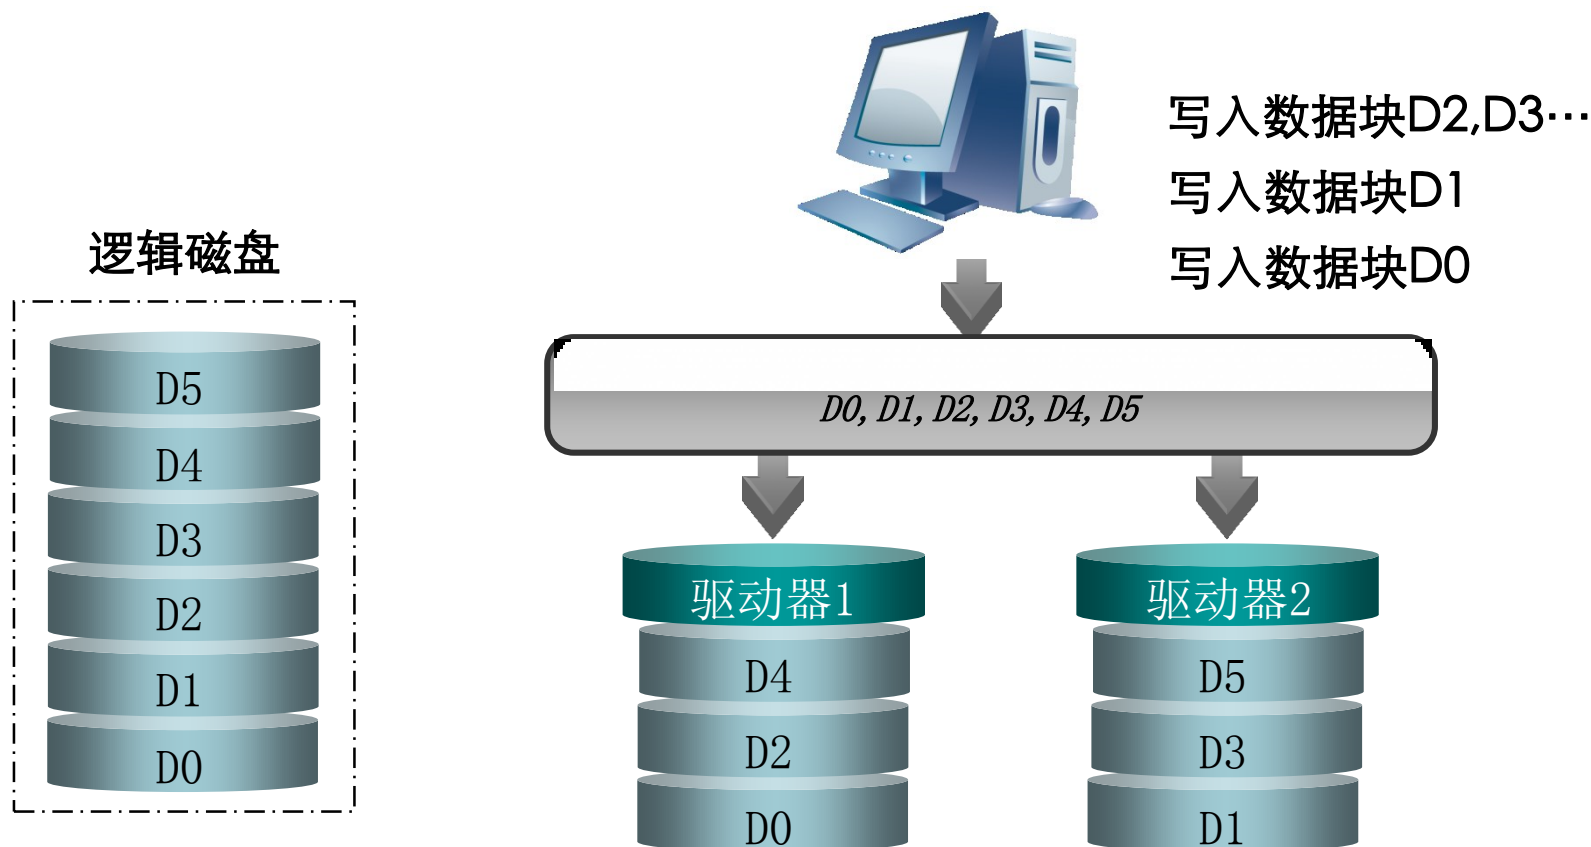 写入数据块D2,D3…
写入数据块D1
写入数据块D0
逻辑磁盘
D5
D4
D3
D2
D1
D0
D0, D1, D2, D3, D4, D5
驱动器1
D4
D2
D0
驱动器2
D5
D3
D1